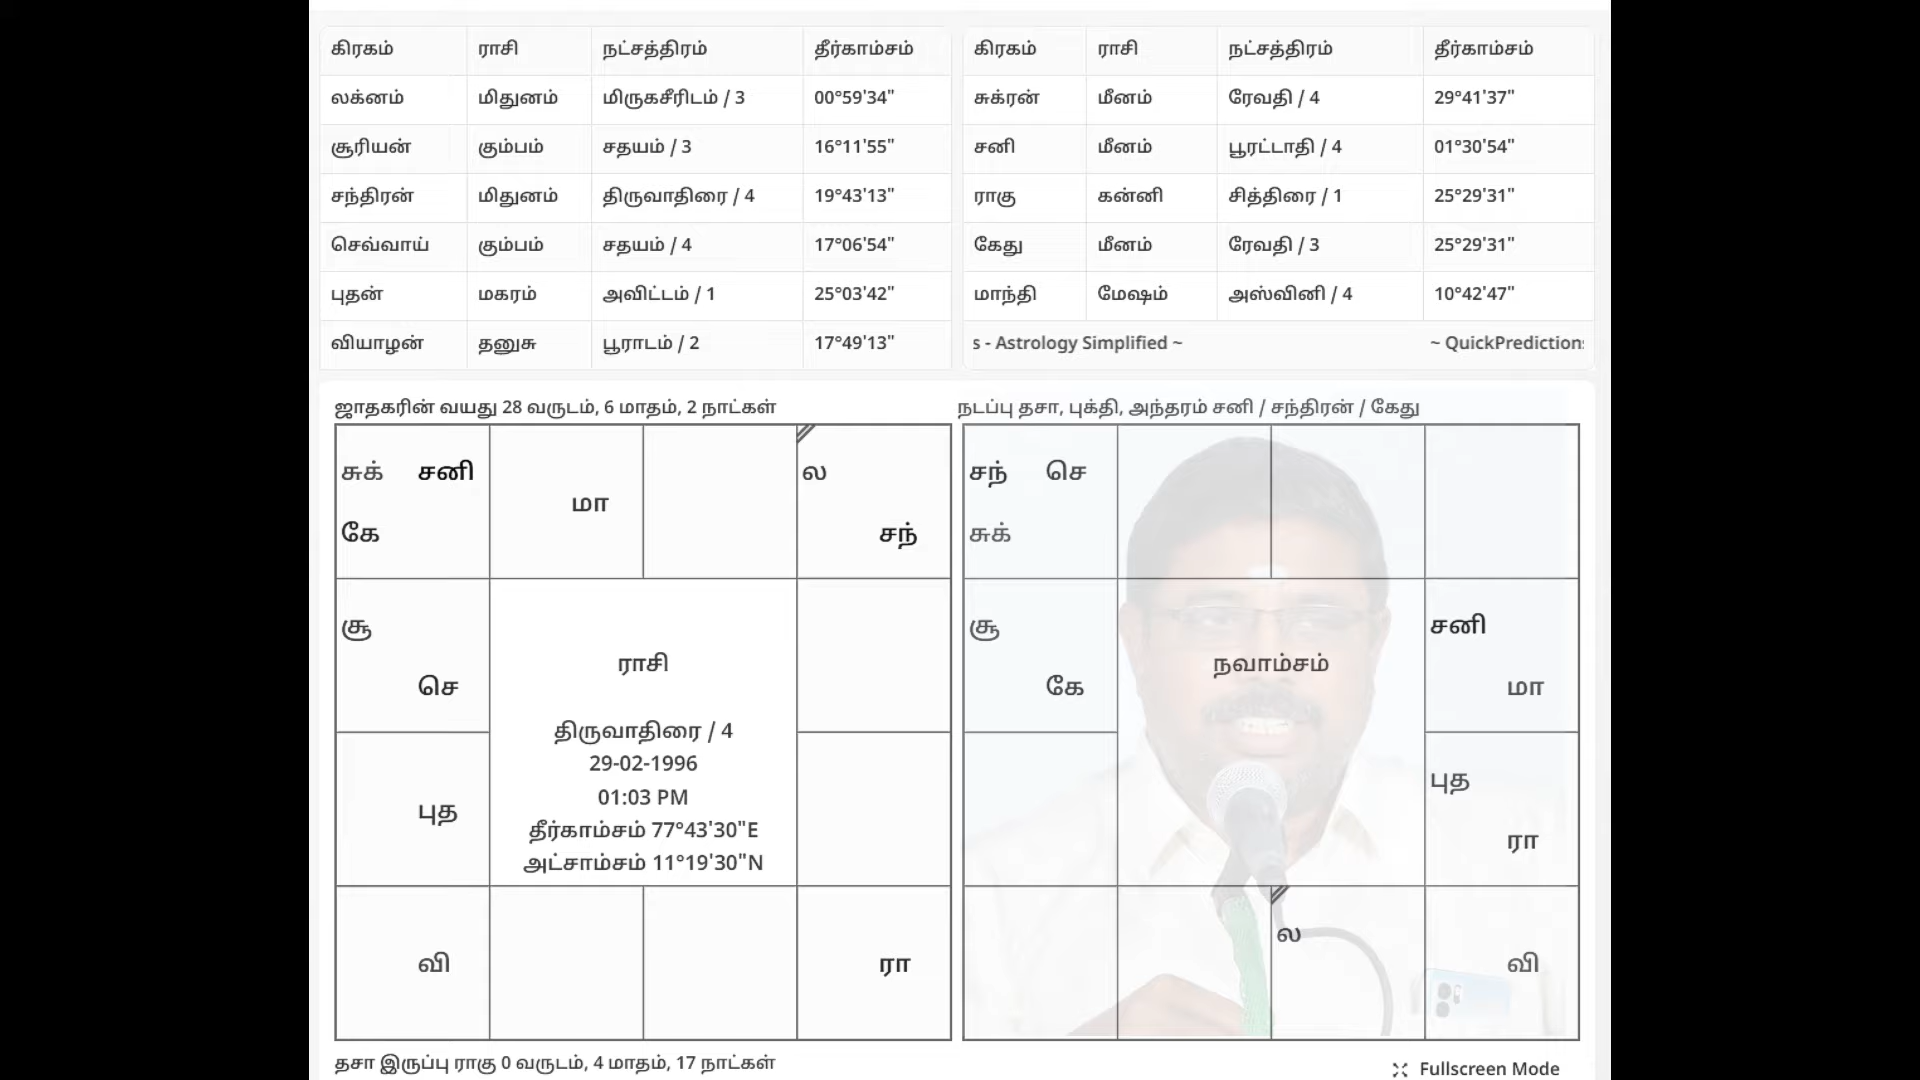 கிரகம் ராசி நட்சத்திரம் தீர்காம்சம்
லக்னம் மிதுனம் மிருகசீரிடம் / 3 00°59'34"
சூரியன் கும்பம் சதயம் / 3 16°11'55"
சந்திரன் மிதுனம் திருவாதிரை / 4 19°43'13"
செவ்வாய் கும்பம் சதயம் / 4 17°06'54"
புதன் மகரம் அவிட்டம் / 1 25°03'42"
வியாழன் தனுசு பூராடம் / 2 17°49'13"
கிரகம் ராசி நட்சத்திரம் தீர்காம்சம்
சுக்ரன் மீனம் ரேவதி / 4 29°41'37"
சனி மீனம் பூரட்டாதி / 4 01°30'54"
ராகு கன்னி சித்திரை / 1 25°29'31"
கேது மீனம் ரேவதி / 3 25°29'31"
மாந்தி மேஷம் அஸ்வினி / 4 10°42'47"
s - Astrology Simplified ~ ~ QuickPredictions
ஜாதகரின் வயது 28 வருடம், 6 மாதம், 2 நாட்கள்
சுக் சனி ல
மா
கே சந்
சூ
ராசி
செ
திருவாதிரை / 4
29-02-1996
01:03 PM
புத
தீர்காம்சம் 77°43'30"E
அட்சாம்சம் 11°19'30"N
வி ரா
தசா இருப்பு ராகு 0 வருடம், 4 மாதம், 17 நாட்கள்
நடப்பு தசா, புக்தி, அந்தரம் சனி / சந்திரன் / கேது
சந் செ
சுக்
சூ சனி
நவாம்சம்
கே மா
புத
ரா
ல
வி
Fullscreen Mode